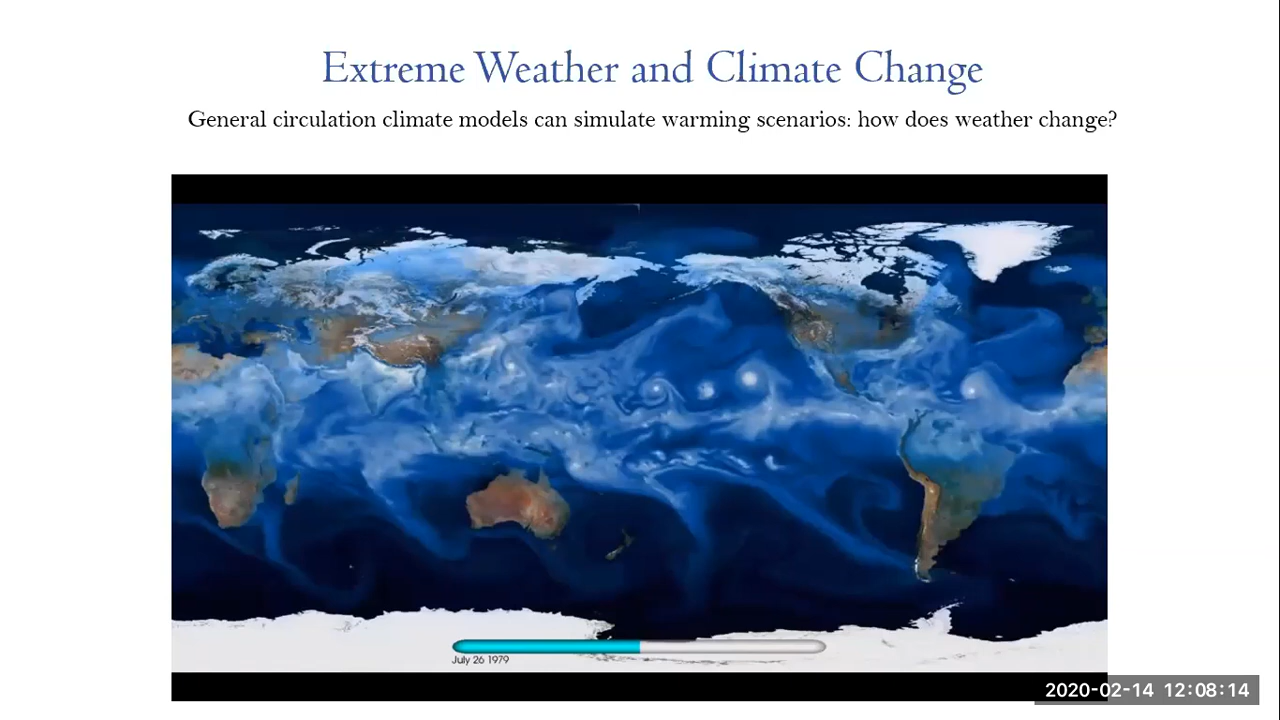 Extreme Weather and Climate Change
General circulation climate models can simulate warming scenarios: how does weather change?
July 26 1979
2020-02-14 12:08:14